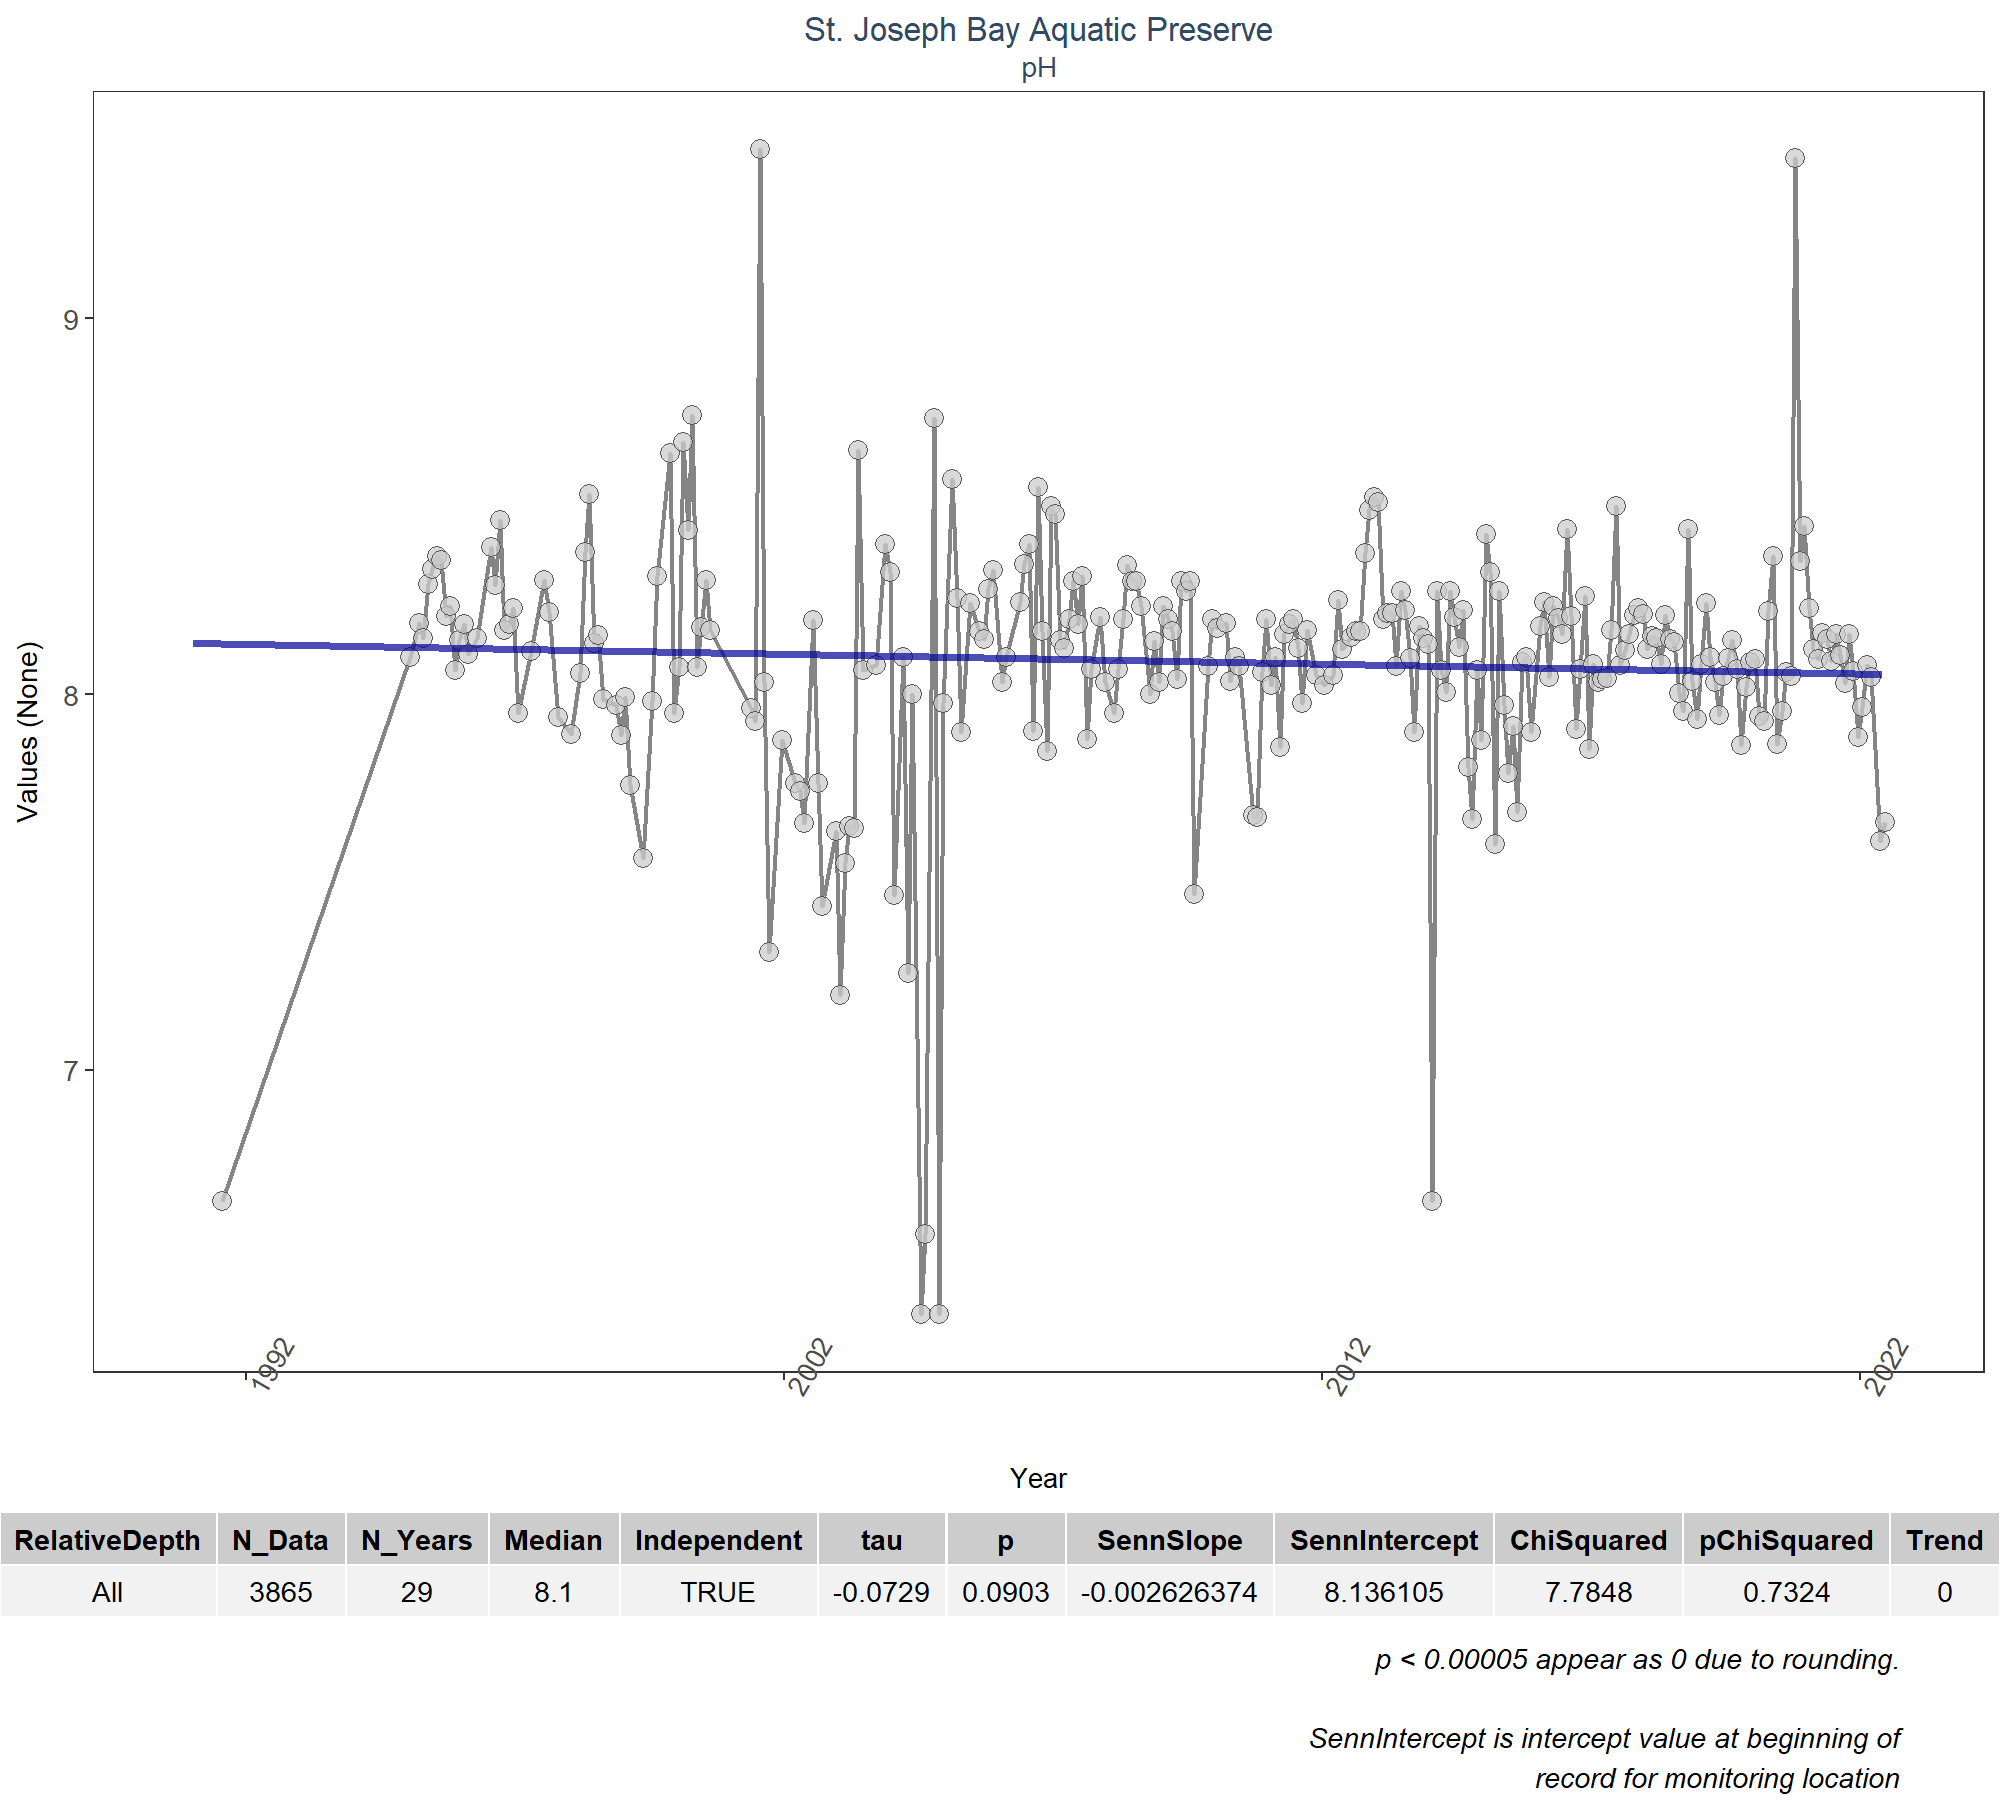 St. Joseph Bay Aquatic Preserve
pH
Values (None)
9
8
7
1992
2002
2012
2022
Year
RelativeDepth N_Data N_Years Median Independent tau p SennSlope SennIntercept ChiSquared pChiSquared Trend
All 3865 29 8.1 TRUE -0.0729 0.0903 -0.002626374 8.136105 7.7848 0.7324 0
p < 0.00005 appear as 0 due to rounding.
SennIntercept is intercept value at beginning of
record for monitoring location